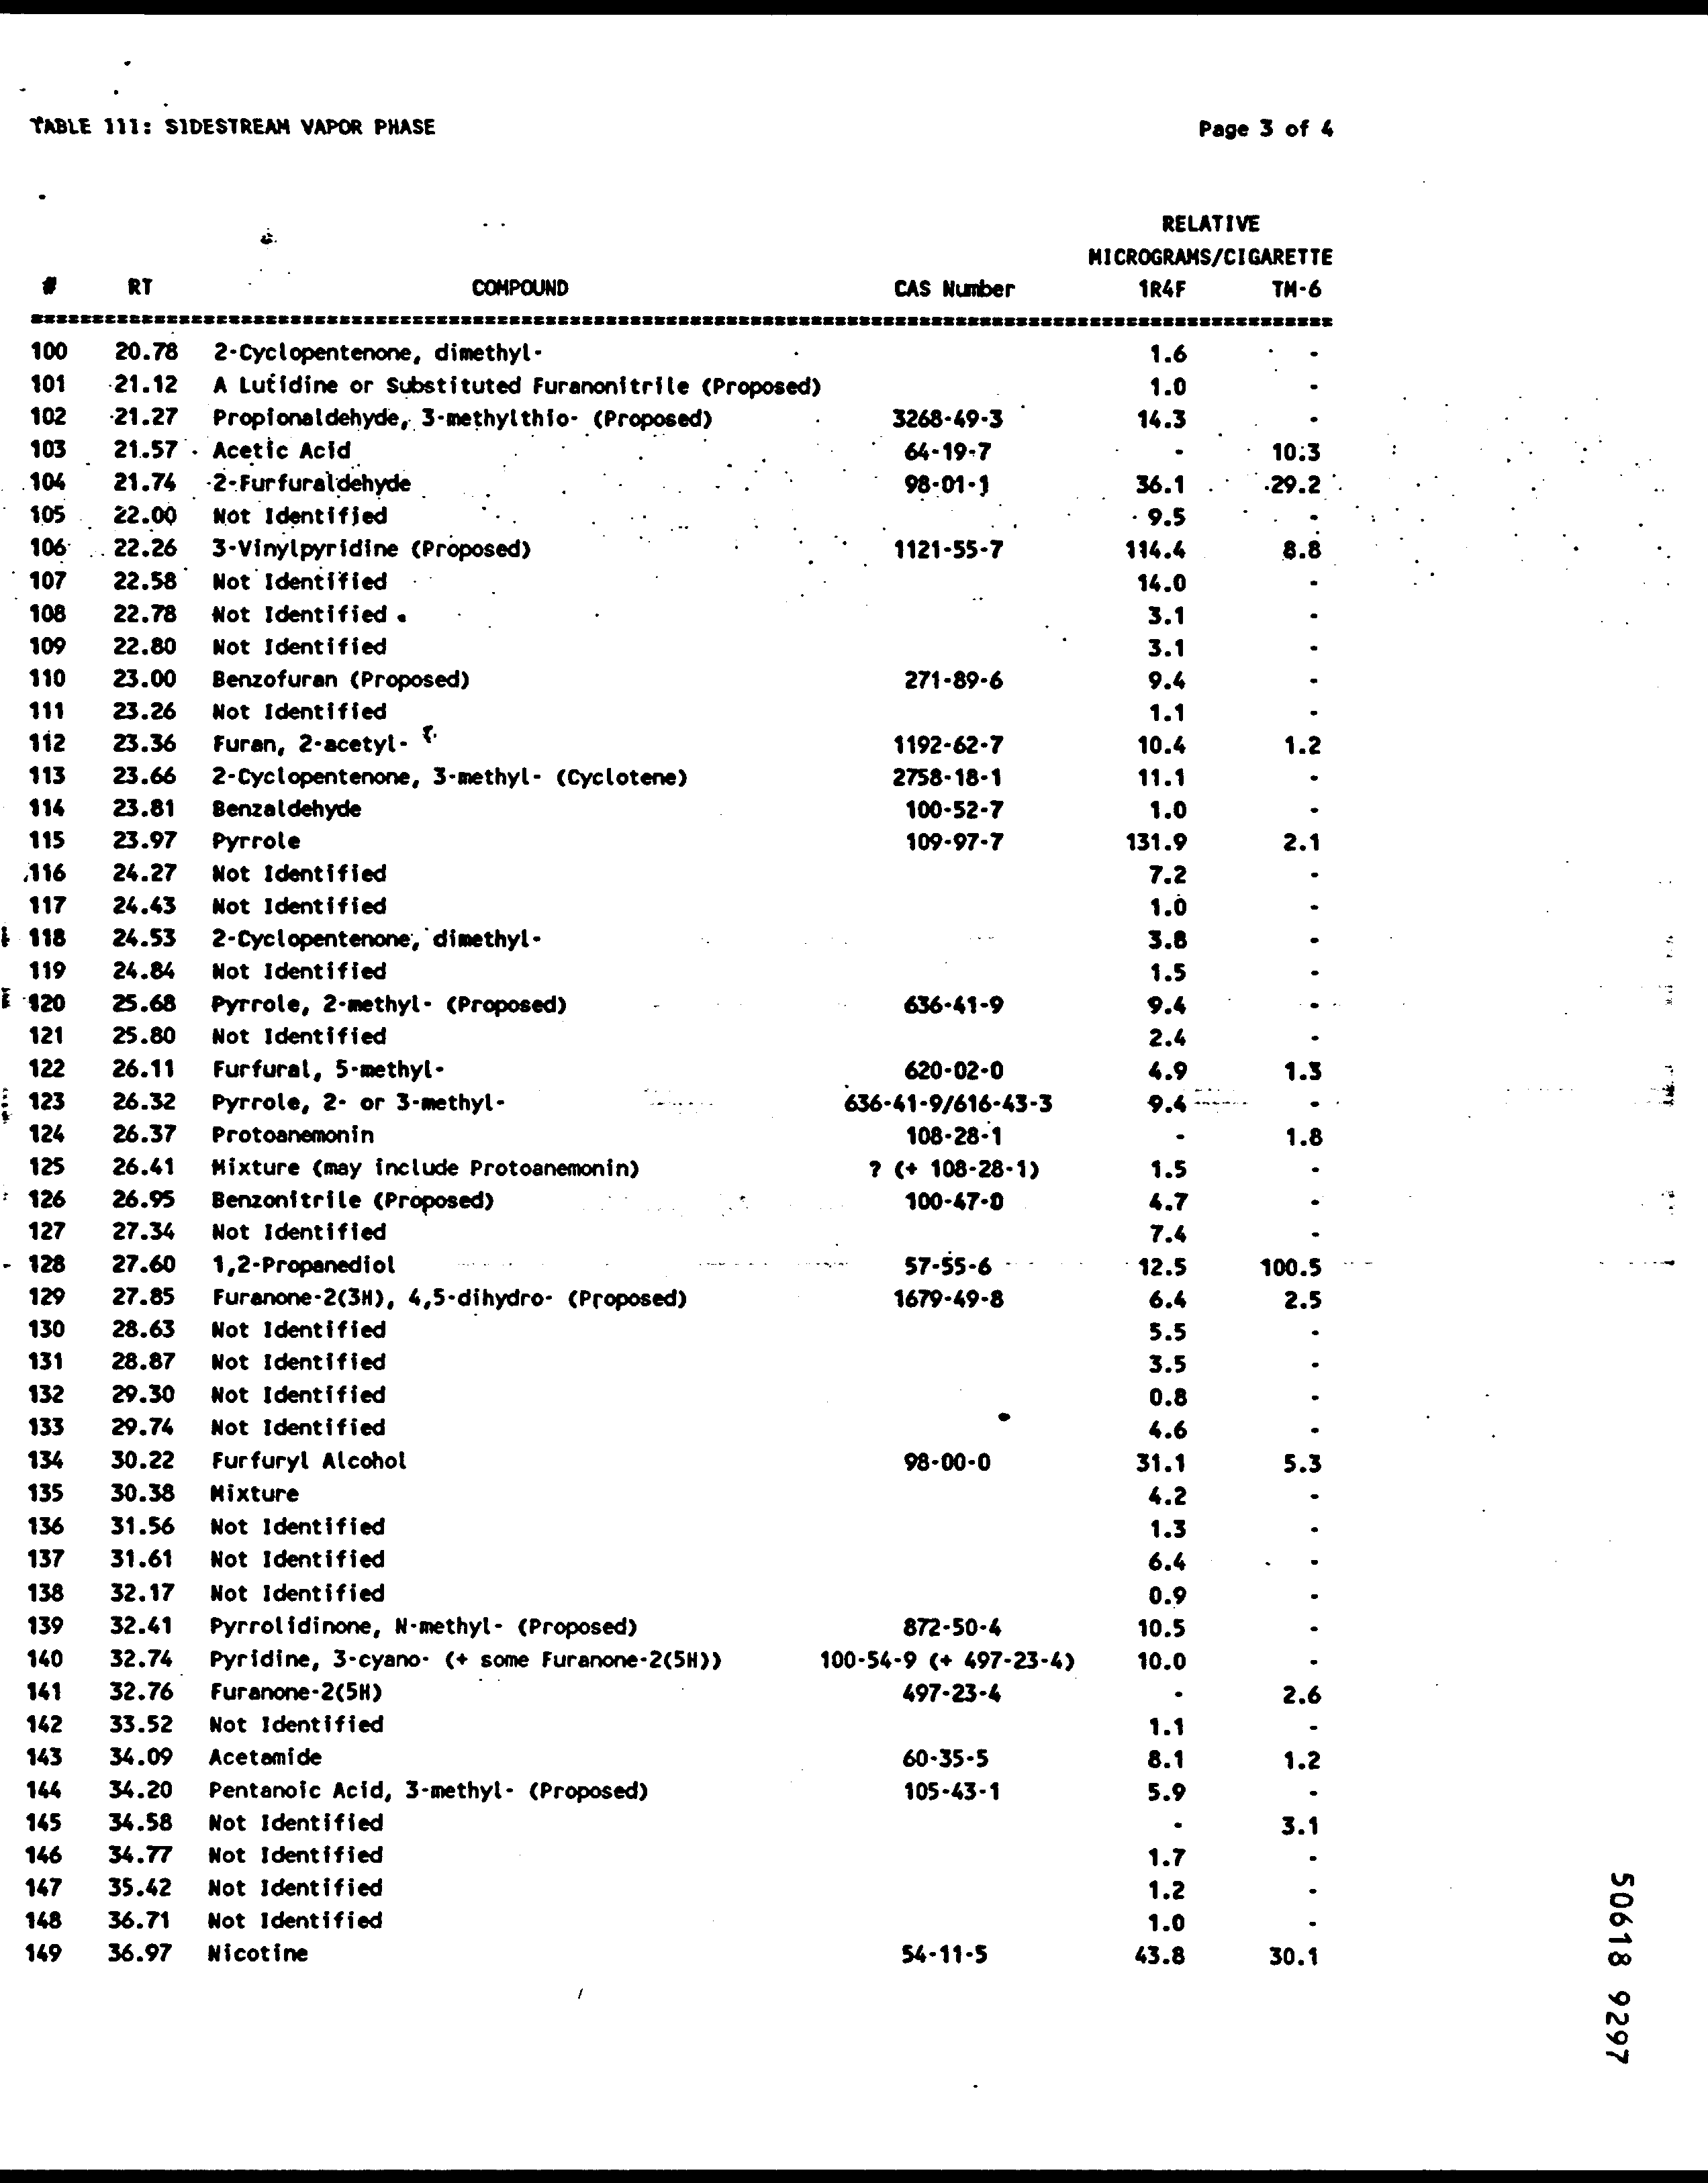 TABLE 111: SIDESTREAM VAPOR PHASE Page 3 of 4
RELATIVE
MICROGRAMS/CIGARETTE
# RT COMPOUND CAS Number 1R4F TM-6
100 20.78 2-Cyclopentenone, dimethyl- 1.6 -
101 21.12 A Lutidine or Substituted Furanonitrile (Proposed) 1.0 -
102 21.27 Propionaldehyde, 3-methylthio- (Proposed) 3268-49-3 14.3 -
103 21.57 Acetic Acid 64-19-7 - 10.3
104 21.74 2-Furfuraldehyde 98-01-1 36.1 29.2
105 22.00 Not Identified 9.5 -
106 22.26 3-Vinylpyridine (Proposed) 1121-55-7 114.4 8.8
107 22.58 Not Identified 14.0 -
108 22.78 Not Identified 3.1 -
109 22.80 Not Identified 3.1 -
110 23.00 Benzofuran (Proposed) 271-89-6 9.4 -
111 23.26 Not Identified 1.1 -
112 23.36 Furan, 2-acetyl- 1192-62-7 10.4 1.2
113 23.66 2-Cyclopentenone, 3-methyl- (Cyclotene) 2758-18-1 11.1 -
114 23.81 Benzaldehyde 100-52-7 1.0 -
115 23.97 Pyrrole 109-97-7 131.9 2.1
116 24.27 Not Identified 7.2 -
117 24.43 Not Identified 1.0 -
118 24.53 2-Cyclopentenone, dimethyl- 3.8 -
119 24.84 Not Identified 1.5 -
120 25.68 Pyrrole, 2-methyl- (Proposed) 636-41-9 9.4 -
121 25.80 Not Identified 2.4 -
122 26.11 Furfural, 5-methyl- 620-02-0 4.9 1.3
123 26.32 Pyrrole, 2- or 3-methyl- 636-41-9/616-43-3 9.4 -
124 26.37 Protoanemonin 108-28-1 - 1.8
125 26.41 Mixture (may include Protoanemonin) ? (+ 108-28-1) 1.5 -
126 26.95 Benzonitrile (Proposed) 100-47-0 4.7 -
127 27.34 Not Identified 7.4 -
128 27.60 1,2-Propanediol 57-55-6 12.5 100.5
129 27.85 Furanone-2(3H), 4,5-dihydro- (Proposed) 1679-49-8 6.4 2.5
130 28.63 Not Identified 5.5 -
131 28.87 Not Identified 3.5 -
132 29.30 Not Identified 0.8 -
133 29.74 Not Identified 4.6 -
134 30.22 Furfuryl Alcohol 98-00-0 31.1 5.3
135 30.38 Mixture 4.2 -
136 31.56 Not Identified 1.3 -
137 31.61 Not Identified 6.4 -
138 32.17 Not Identified 0.9 -
139 32.41 Pyrrolidinone, N-methyl- (Proposed) 872-50-4 10.5 -
140 32.74 Pyridine, 3-cyano- (+ some Furanone-2(5H)) 100-54-9 (+ 497-23-4) 10.0 -
141 32.76 Furanone-2(5H) 497-23-4 - 2.6
142 33.52 Not Identified 1.1 -
143 34.09 Acetamide 60-35-5 8.1 1.2
144 34.20 Pentanoic Acid, 3-methyl- (Proposed) 105-43-1 5.9 -
145 34.58 Not Identified - 3.1
146 34.77 Not Identified 1.7 -
147 35.42 Not Identified 1.2 -
148 36.71 Not Identified 1.0 -
149 36.97 Nicotine 54-11-5 43.8 30.1
50618 9297